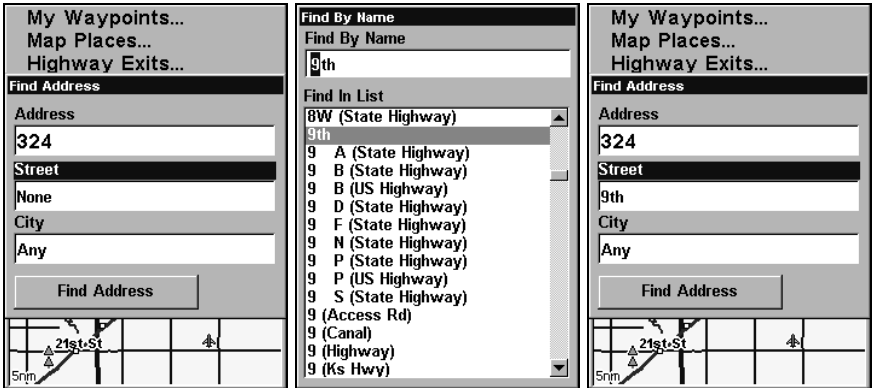 My Waypoints...
Map Places...
Highway Exits...
Find Address
Address
324
Street
None
City
Any
Find Address
21st St
5nm
Find By Name
Find By Name
9th
Find In List
8W (State Highway)
9th
9 A (State Highway)
9 B (State Highway)
9 B (US Highway)
9 D (State Highway)
9 F (State Highway)
9 N (State Highway)
9 P (State Highway)
9 P (US Highway)
9 S (State Highway)
9 (Access Rd)
9 (Canal)
9 (Highway)
9 (Ks Hwy)
My Waypoints...
Map Places...
Highway Exits...
Find Address
Address
324
Street
9th
City
Any
Find Address
21st St
5nm